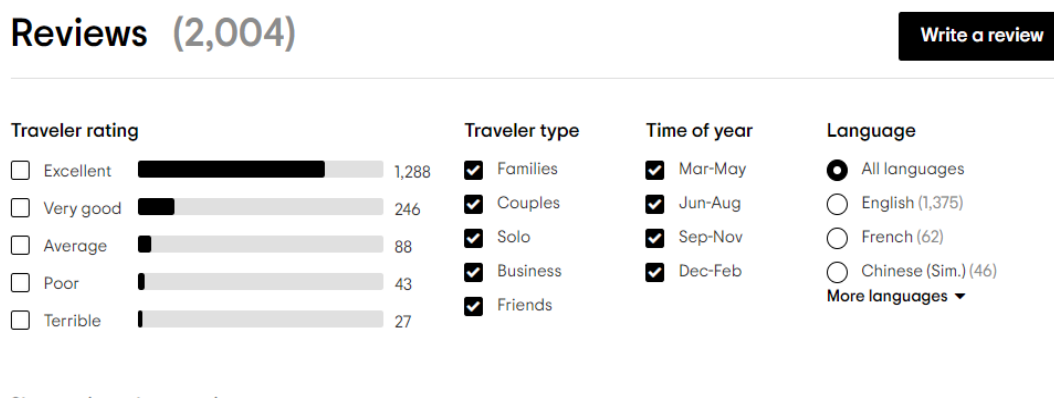 Reviews (2,004)
Write a review
Traveler rating
Excellent 1,288
Very good 246
Average 88
Poor 43
Terrible 27
Traveler type
Families
Couples
Solo
Business
Friends
Time of year
Mar-May
Jun-Aug
Sep-Nov
Dec-Feb
Language
All languages
English (1,375)
French (62)
Chinese (Sim.) (46)
More languages